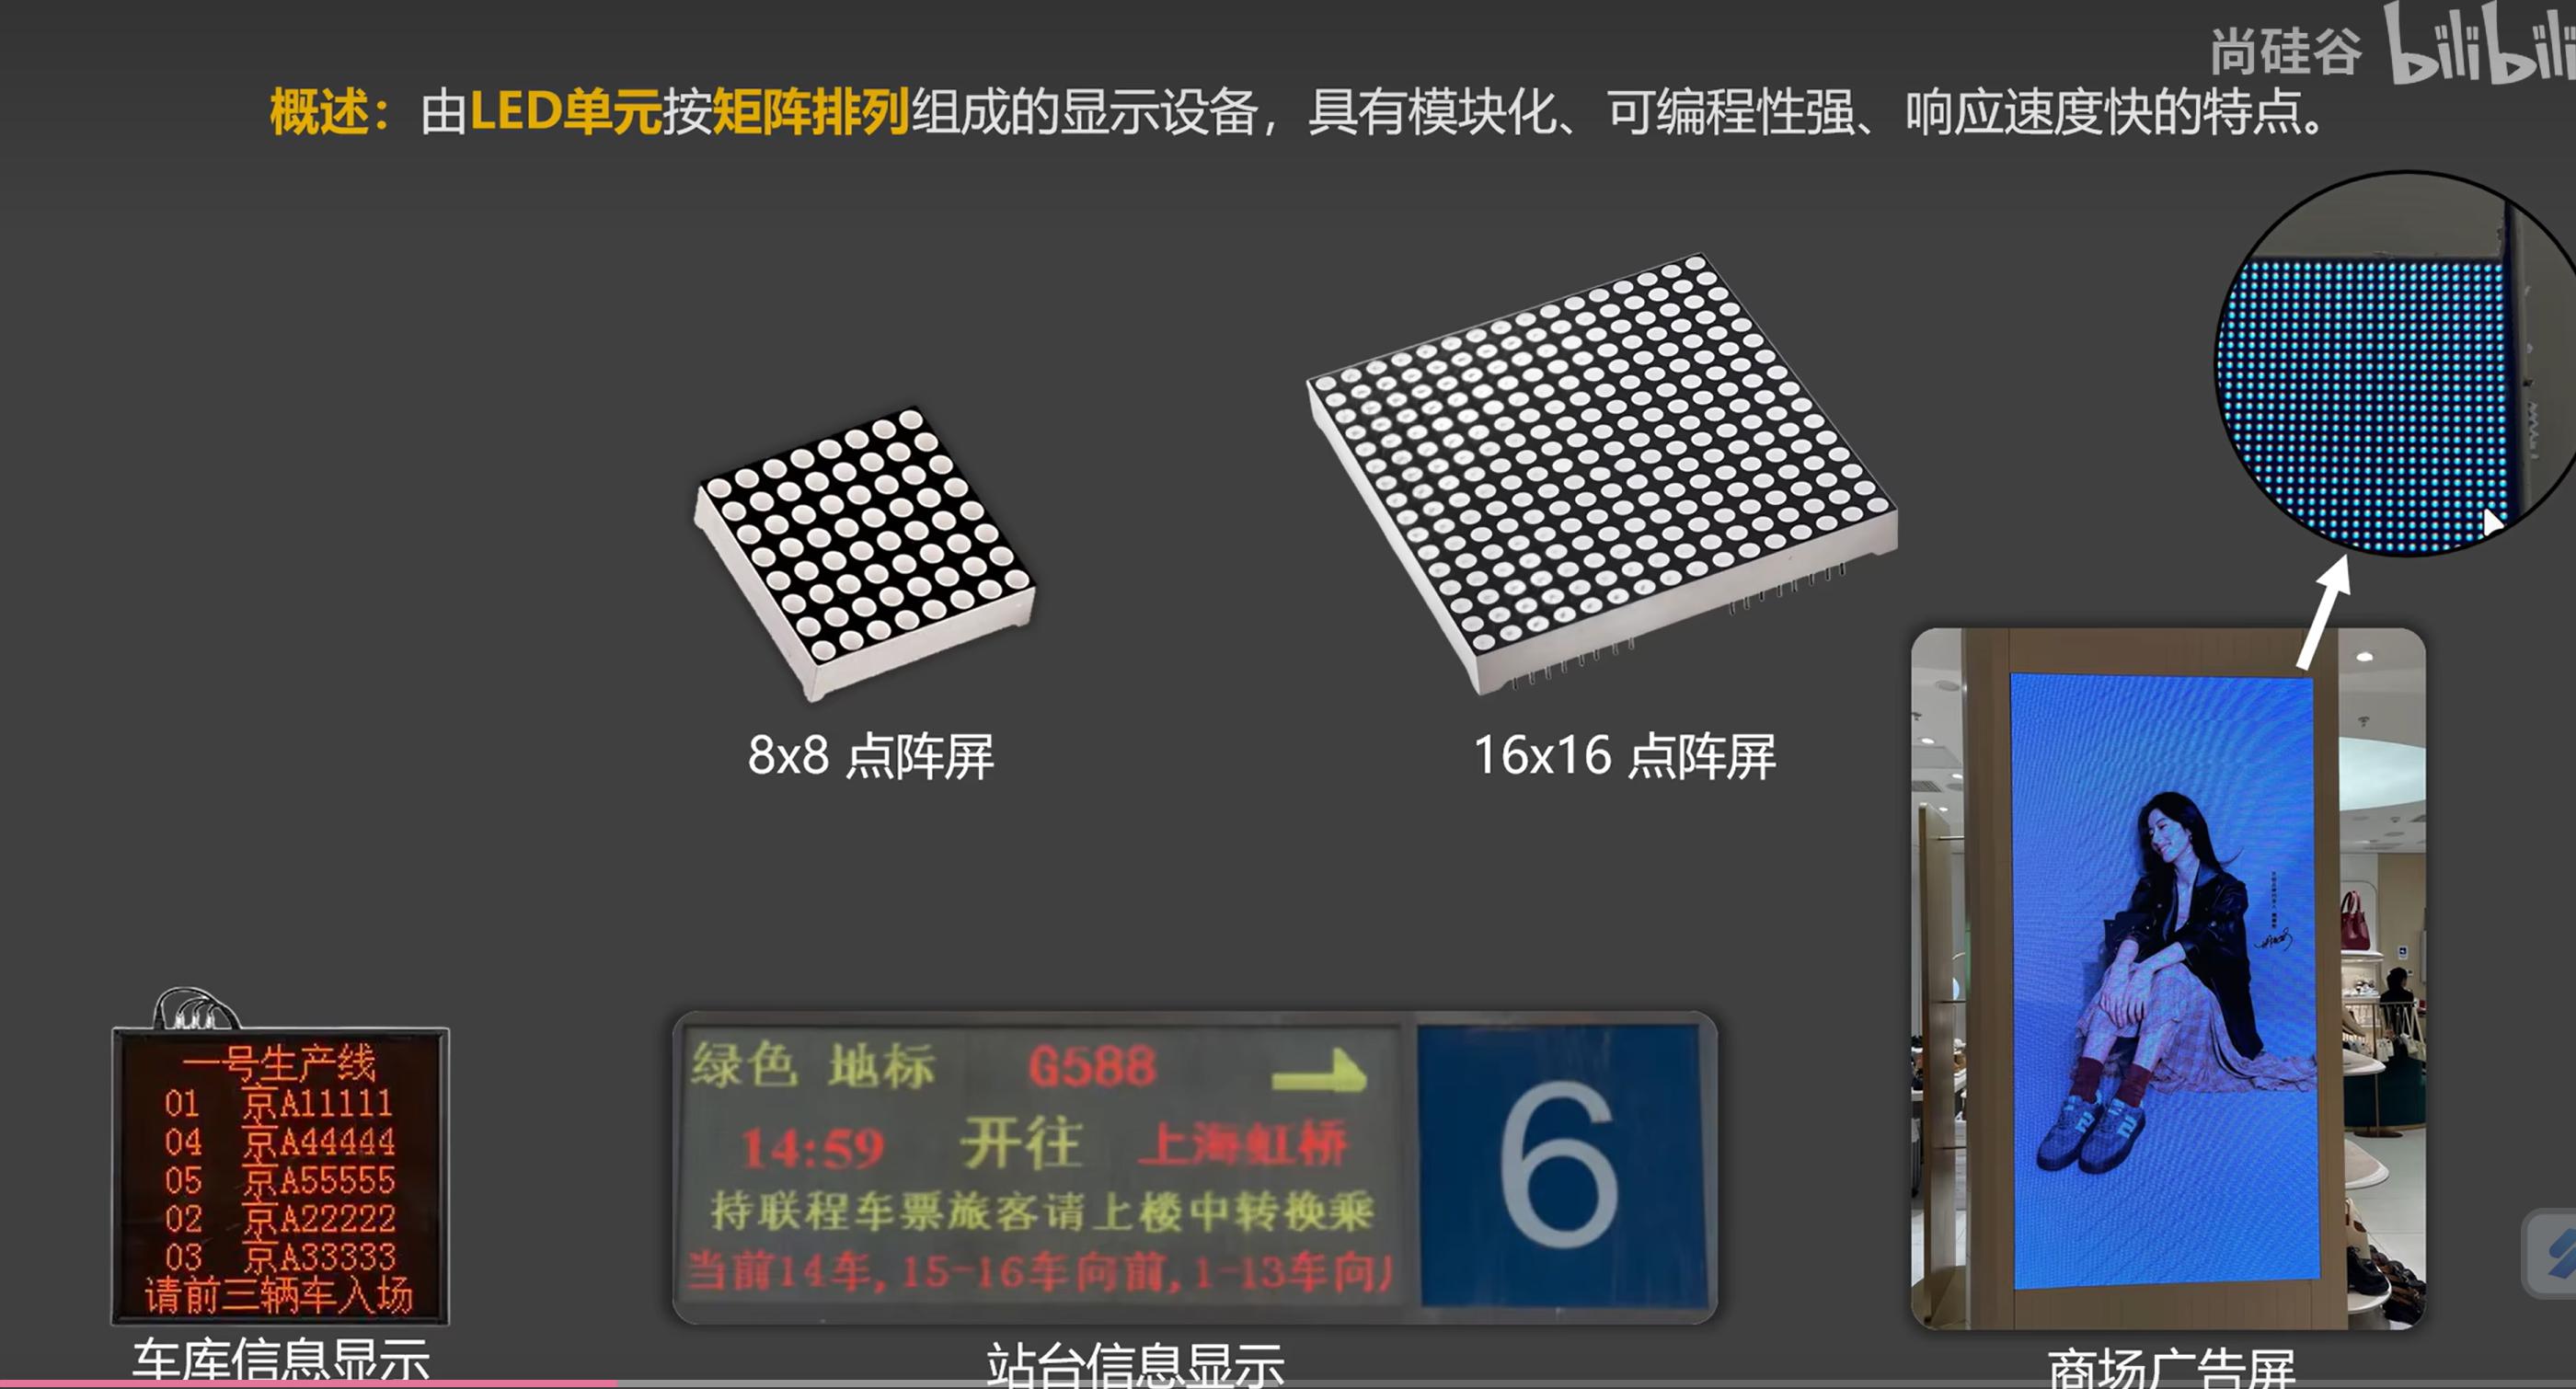 尚硅谷 bilibili
概述：由LED单元按矩阵排列组成的显示设备，具有模块化、可编程性强、响应速度快的特点。
8x8 点阵屏
16x16 点阵屏
一号生产线
01 京A11111
04 京A44444
05 京A55555
02 京A22222
03 京A33333
请前三辆车入场
车库信息显示
绿色 地标 G588
14:59 开往 上海虹桥
持联程车票旅客请上楼中转换乘
当前14车,15-16车向前,1-13车向
6
站台信息显示
商场广告屏